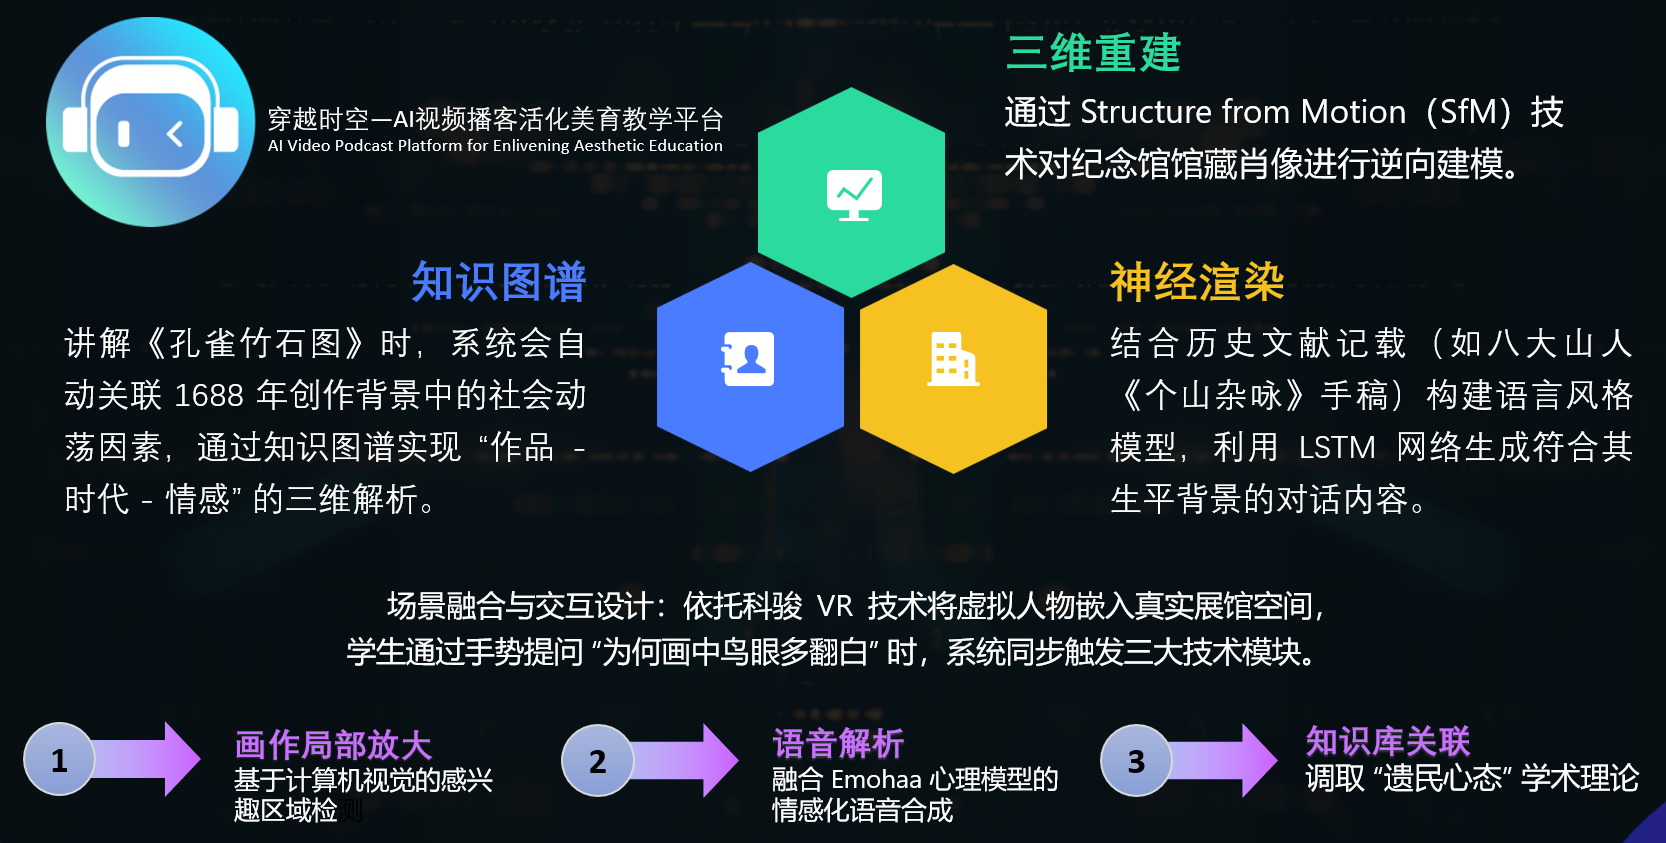 穿越时空—AI视频播客活化美育教学平台
AI Video Podcast Platform for Enlivening Aesthetic Education
三维重建
通过 Structure from Motion（SfM）技
术对纪念馆馆藏肖像进行逆向建模。
知识图谱
讲解《孔雀竹石图》时，系统会自
动关联 1688 年创作背景中的社会动
荡因素，通过知识图谱实现 “作品 -
时代 - 情感” 的三维解析。
神经渲染
结合历史文献记载（如八大山人
《个山杂咏》手稿）构建语言风格
模型，利用 LSTM 网络生成符合其
生平背景的对话内容。
场景融合与交互设计：依托科骏 VR 技术将虚拟人物嵌入真实展馆空间，
学生通过手势提问 “为何画中鸟眼多翻白” 时，系统同步触发三大技术模块。
1
画作局部放大
基于计算机视觉的感兴
趣区域检测
2
语音解析
融合 Emohaa 心理模型的
情感化语音合成
3
知识库关联
调取 “遗民心态” 学术理论